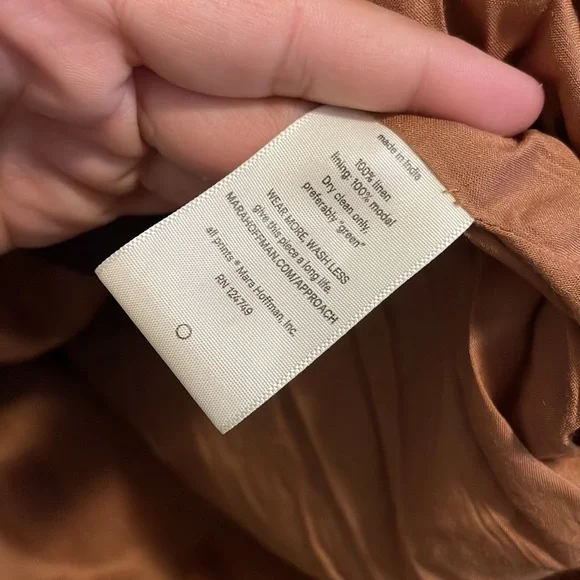 made in India
100% linen
lining: 100% modal
Dry clean only.
preferably "green"
WEAR MORE, WASH LESS
give this piece a long life.
MARAHOFFMAN.COM/APPROACH
all prints ® Mara Hoffman, Inc.
RN 124749